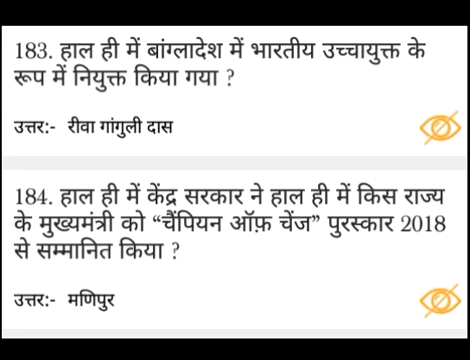 183. हाल ही में बांग्लादेश में भारतीय उच्चायुक्त के
रूप में नियुक्त किया गया ?
उत्तर:- रीवा गांगुली दास
184. हाल ही में केंद्र सरकार ने हाल ही में किस राज्य
के मुख्यमंत्री को “चैंपियन ऑफ़ चेंज” पुरस्कार 2018
से सम्मानित किया ?
उत्तर:- मणिपुर